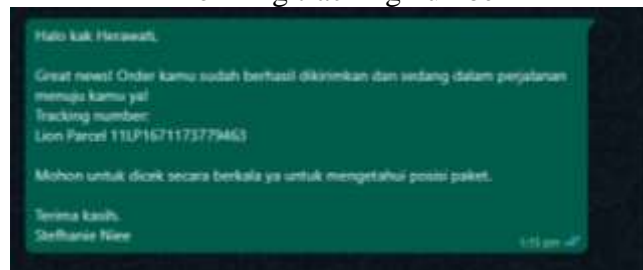 Halo kak Herawati,
Great news! Order kamu sudah berhasil dikirimkan dan sedang dalam perjalanan
menuju kamu ya!
Tracking number:
Lion Parcel 11LP1671173779463
Mohon untuk dicek secara berkala ya untuk mengetahui posisi paket.
Terima kasih,
Stefhanie Niee
1:15 pm